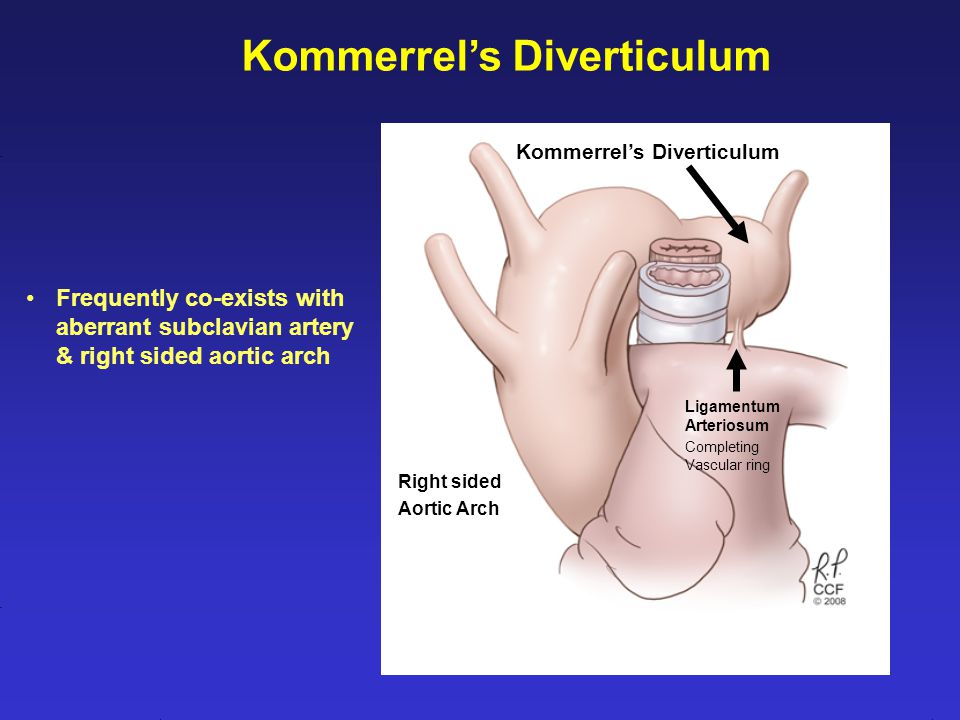 Kommerrel’s Diverticulum
• Frequently co-exists with
aberrant subclavian artery
& right sided aortic arch
Kommerrel’s Diverticulum
Ligamentum
Arteriosum
Completing
Vascular ring
Right sided
Aortic Arch
R.P.
CCF
© 2008